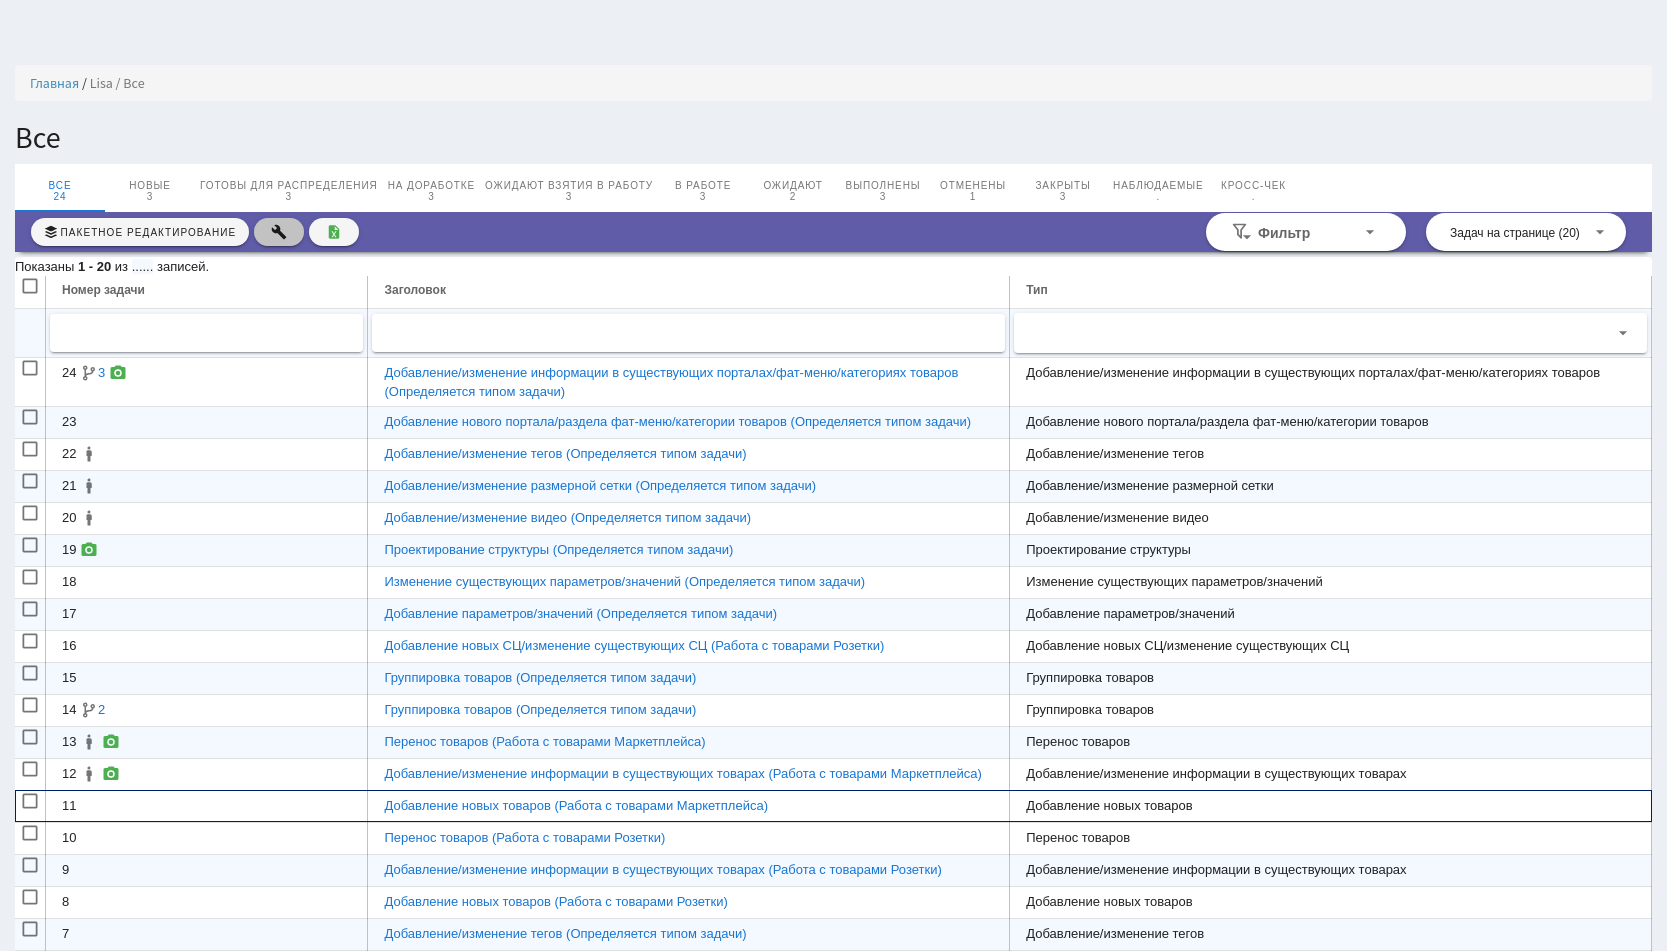 Главная / Lisa / Все
Все
ВСЕ НОВЫЕ ГОТОВЫ ДЛЯ РАСПРЕДЕЛЕНИЯ НА ДОРАБОТКЕ ОЖИДАЮТ ВЗЯТИЯ В РАБОТУ В РАБОТЕ ОЖИДАЮТ ВЫПОЛНЕНЫ ОТМЕНЕНЫ ЗАКРЫТЫ НАБЛЮДАЕМЫЕ КРОСС-ЧЕК
24 3 3 3 3 3 2 3 1 3 . .
ПАКЕТНОЕ РЕДАКТИРОВАНИЕ Фильтр Задач на странице (20)
Показаны 1 - 20 из ...... записей.
Номер задачи Заголовок Тип
24 3 Добавление/изменение информации в существующих порталах/фат-меню/категориях товаров Добавление/изменение информации в существующих порталах/фат-меню/категориях товаров
(Определяется типом задачи)
23 Добавление нового портала/раздела фат-меню/категории товаров (Определяется типом задачи) Добавление нового портала/раздела фат-меню/категории товаров
22 Добавление/изменение тегов (Определяется типом задачи) Добавление/изменение тегов
21 Добавление/изменение размерной сетки (Определяется типом задачи) Добавление/изменение размерной сетки
20 Добавление/изменение видео (Определяется типом задачи) Добавление/изменение видео
19 Проектирование структуры (Определяется типом задачи) Проектирование структуры
18 Изменение существующих параметров/значений (Определяется типом задачи) Изменение существующих параметров/значений
17 Добавление параметров/значений (Определяется типом задачи) Добавление параметров/значений
16 Добавление новых СЦ/изменение существующих СЦ (Работа с товарами Розетки) Добавление новых СЦ/изменение существующих СЦ
15 Группировка товаров (Определяется типом задачи) Группировка товаров
14 2 Группировка товаров (Определяется типом задачи) Группировка товаров
13 Перенос товаров (Работа с товарами Маркетплейса) Перенос товаров
12 Добавление/изменение информации в существующих товарах (Работа с товарами Маркетплейса) Добавление/изменение информации в существующих товарах
11 Добавление новых товаров (Работа с товарами Маркетплейса) Добавление новых товаров
10 Перенос товаров (Работа с товарами Розетки) Перенос товаров
9 Добавление/изменение информации в существующих товарах (Работа с товарами Розетки) Добавление/изменение информации в существующих товарах
8 Добавление новых товаров (Работа с товарами Розетки) Добавление новых товаров
7 Добавление/изменение тегов (Определяется типом задачи) Добавление/изменение тегов